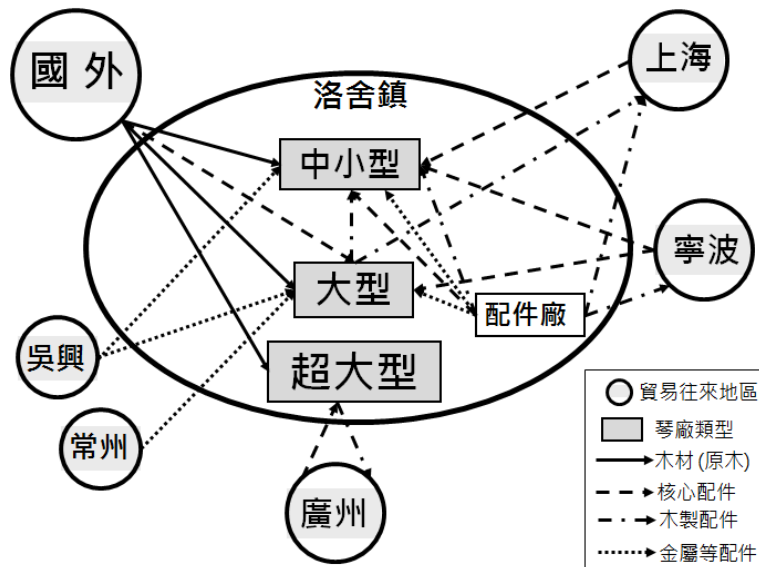 國外
上海
洛舍鎮
中小型
寧波
大型
配件廠
吳興
超大型
常州
廣州
貿易往來地區
琴廠類型
木材(原木)
核心配件
木製配件
金屬等配件